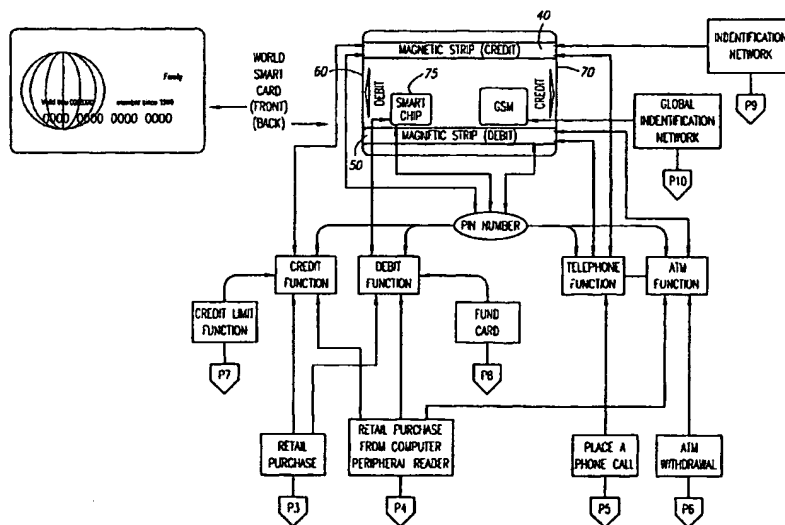 40
MAGNETIC STRIP (CREDIT)
INDENTIFICATION
NETWORK
P9
WORLD
SMART
CARD
(FRONT)
(BACK)
60
DEBIT
75
SMART
CHIP
GSM
CREDIT
70
GLOBAL
INDENTIFICATION
NETWORK
P10
Family
member since
0000 0000 0000 0000
MAGNETIC STRIP (DEBIT)
50
PIN NUMBER
CREDIT
FUNCTION
DEBIT
FUNCTION
TELEPHONE
FUNCTION
ATM
FUNCTION
CREDIT LIMIT
FUNCTION
P7
FUND
CARD
P8
RETAIL
PURCHASE
P3
RETAIL PURCHASE
FROM COMPUTER
PERIPHERAL READER
P4
PLACE A
PHONE CALL
P5
ATM
WITHDRAWAL
P6